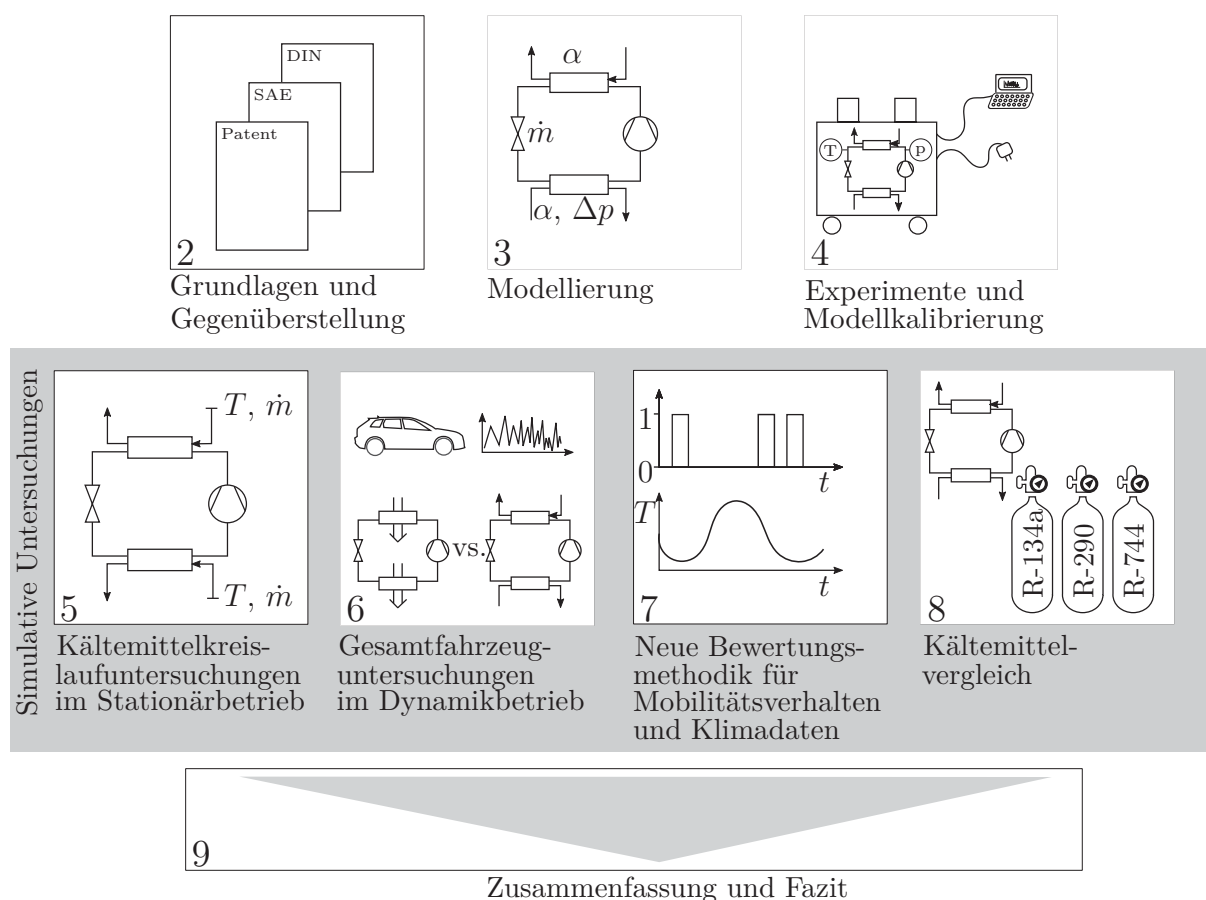 DIN
SAE
Patent
2
Grundlagen und
Gegenüberstellung
α
ṁ
α, Δp
3
Modellierung
T
p
4
Experimente und
Modellkalibrierung
Simulative Untersuchungen
T, ṁ
T, ṁ
5
Kältemittelkreis-
laufuntersuchungen
im Stationärbetrieb
vs.
6
Gesamtfahrzeug-
untersuchungen
im Dynamikbetrieb
1
0
t
T
t
7
Neue Bewertungs-
methodik für
Mobilitätsverhalten
und Klimadaten
R-134a
R-290
R-744
8
Kältemittel-
vergleich
9
Zusammenfassung und Fazit